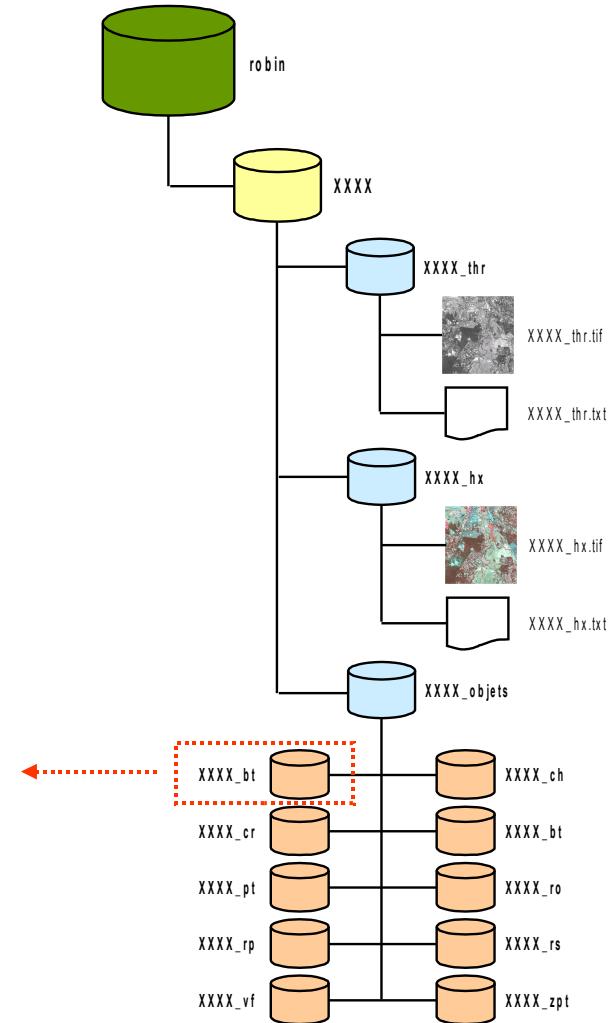 robin
XXXX
XXXX_thr
XXXX_thr.tif
XXXX_thr.txt
XXXX_hx
XXXX_hx.tif
XXXX_hx.txt
XXXX_objets
XXXX_bt XXXX_ch
XXXX_cr XXXX_bt
XXXX_pt XXXX_ro
XXXX_rp XXXX_rs
XXXX_vf XXXX_zpt